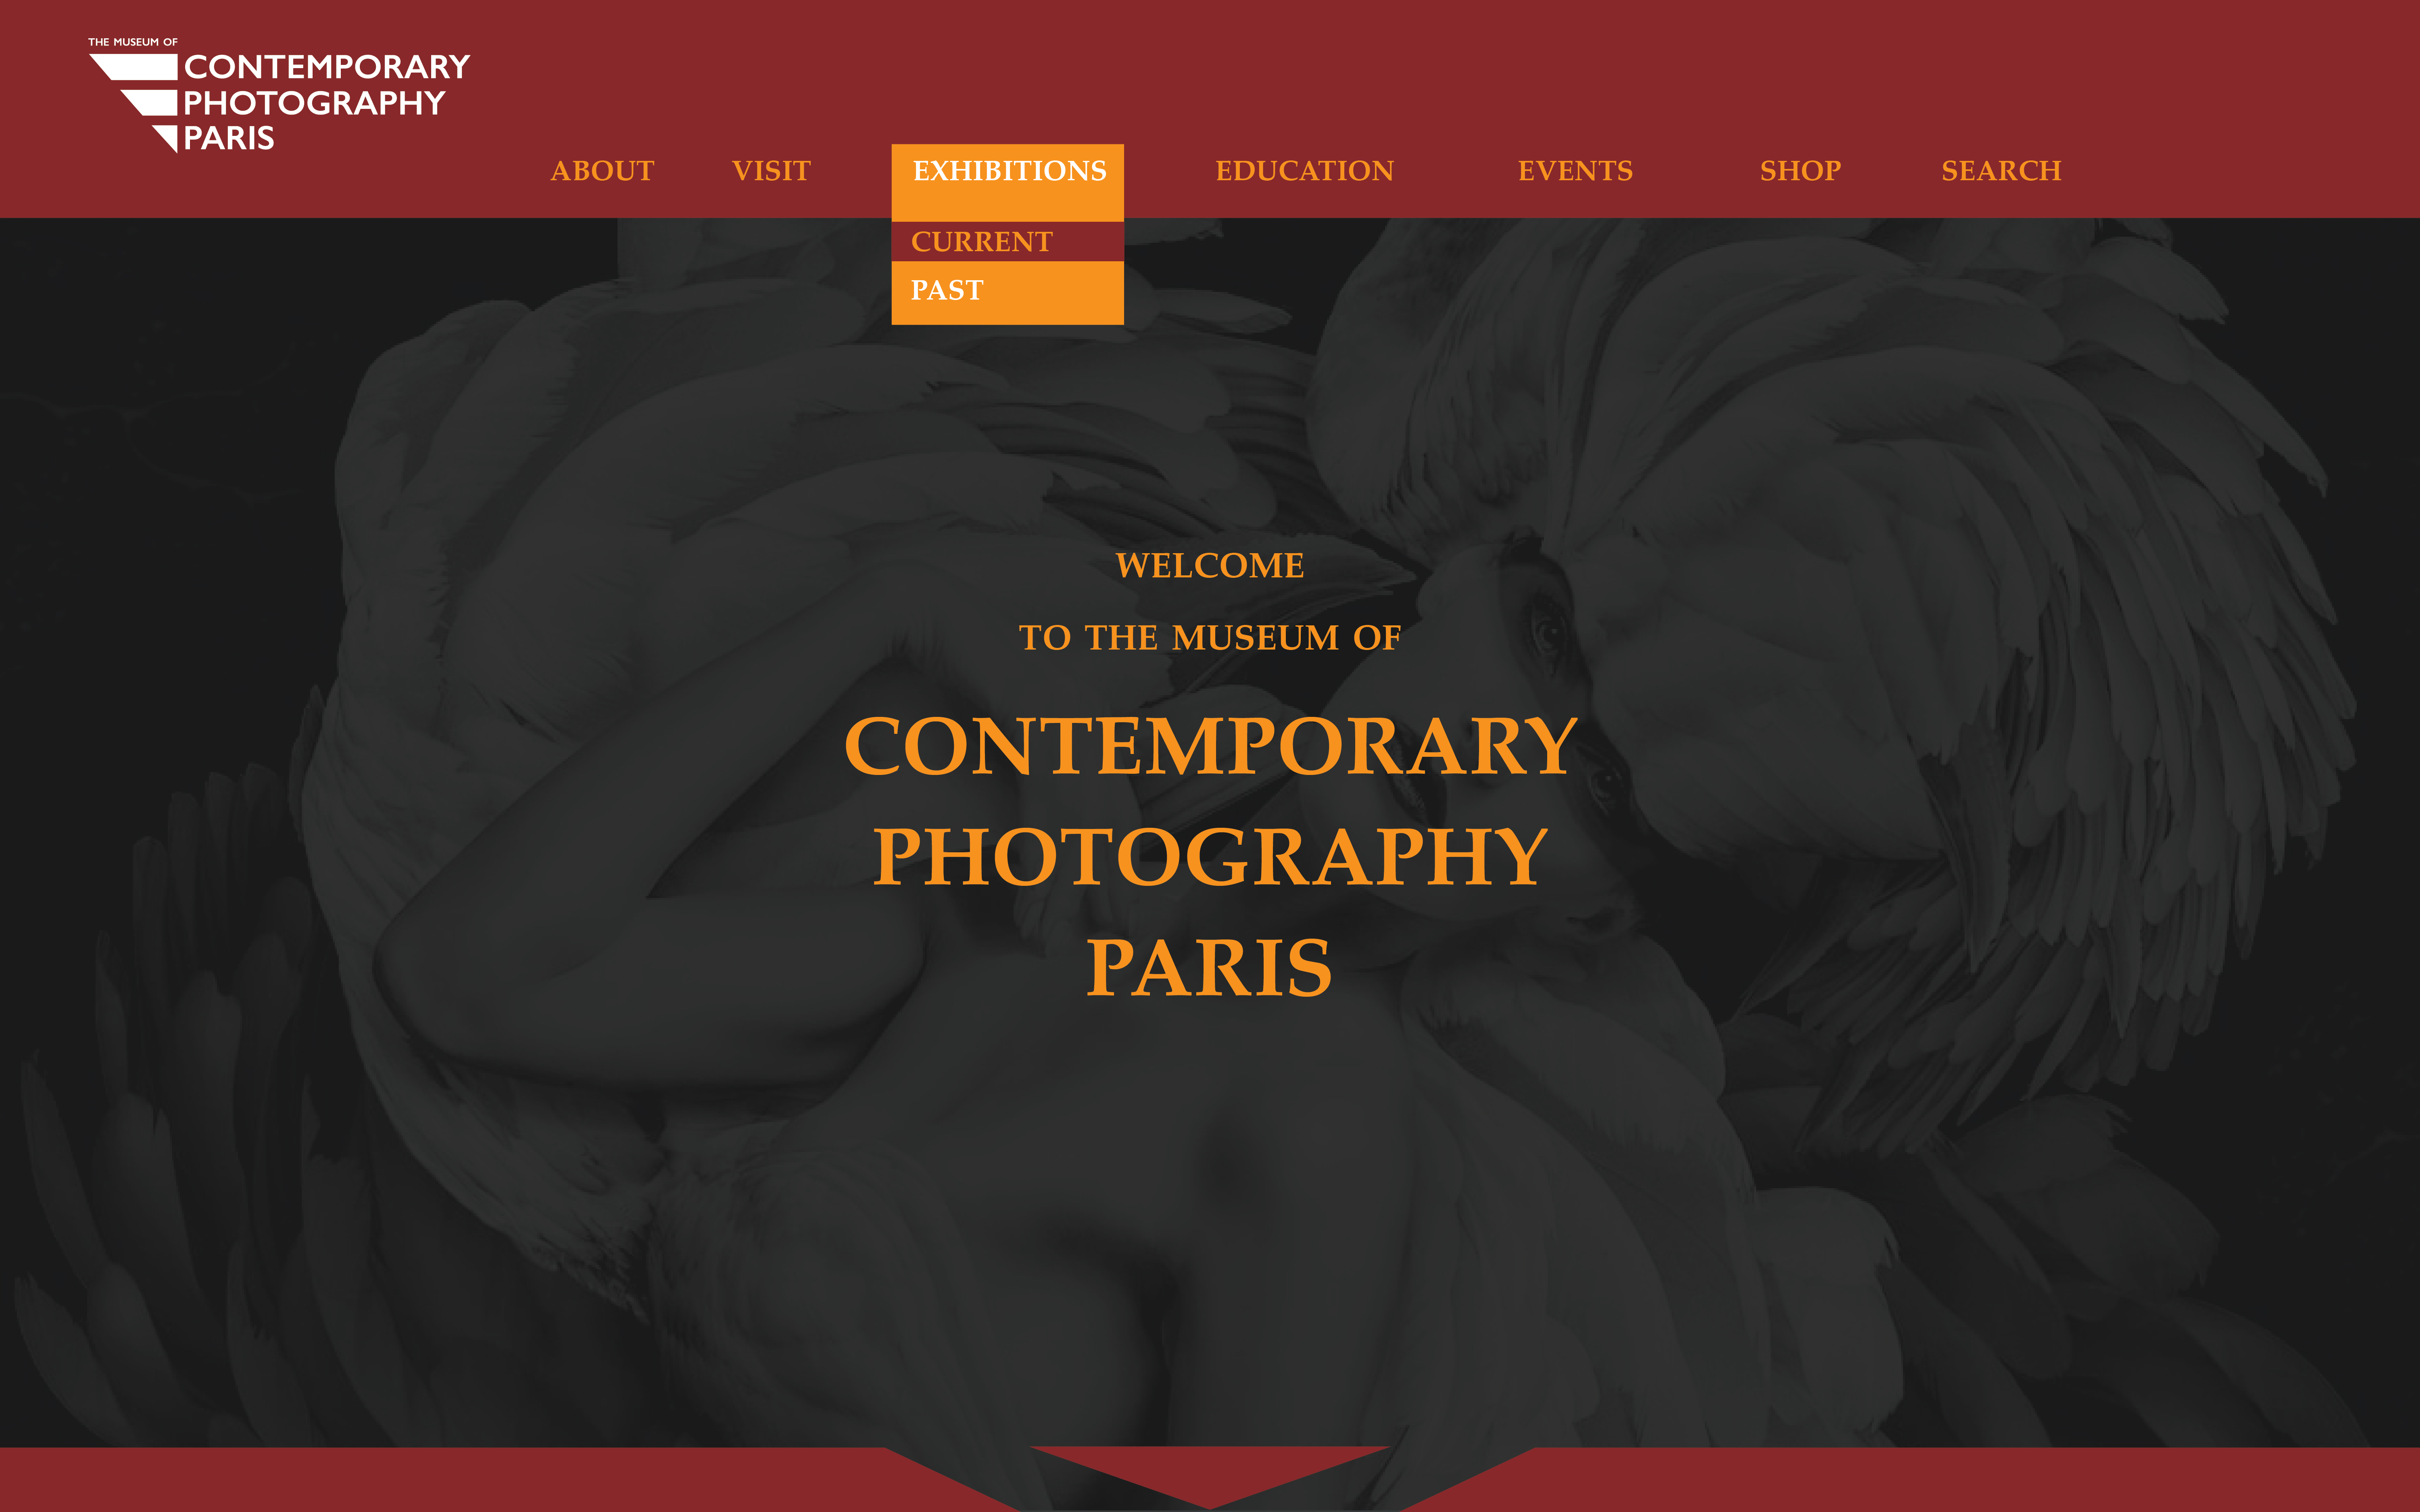 THE MUSEUM OF
CONTEMPORARY
PHOTOGRAPHY
PARIS
ABOUT VISIT EXHIBITIONS EDUCATION EVENTS SHOP SEARCH
CURRENT
PAST
WELCOME
TO THE MUSEUM OF
CONTEMPORARY
PHOTOGRAPHY
PARIS